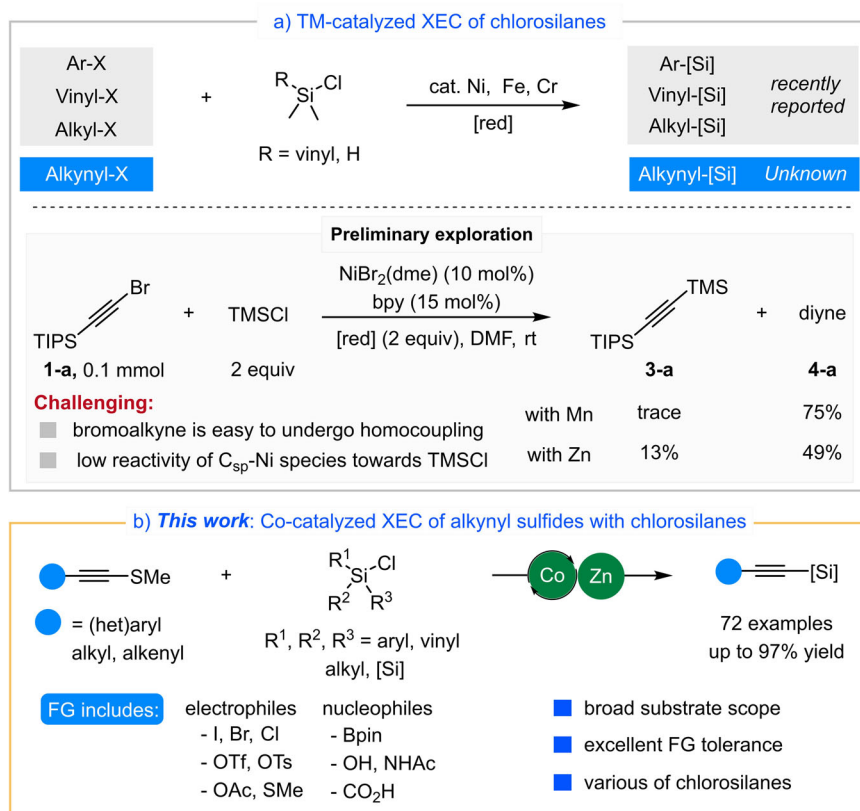 a) TM-catalyzed XEC of chlorosilanes
Ar-X
Vinyl-X
Alkyl-X
Alkynyl-X
+
R
Cl
Si
R = vinyl, H
cat. Ni, Fe, Cr
[red]
Ar-[Si]
Vinyl-[Si]
Alkyl-[Si]
recently
reported
Alkynyl-[Si] Unknown
Preliminary exploration
Br
TIPS
1-a, 0.1 mmol
+
TMSCl
2 equiv
NiBr2(dme) (10 mol%)
bpy (15 mol%)
[red] (2 equiv), DMF, rt
TMS
TIPS
3-a
+
diyne
4-a
Challenging:
bromoalkyne is easy to undergo homocoupling
low reactivity of Csp-Ni species towards TMSCl
with Mn trace 75%
with Zn 13% 49%
b) This work: Co-catalyzed XEC of alkynyl sulfides with chlorosilanes
SMe
= (het)aryl
alkyl, alkenyl
+
R1
Cl
Si
R2 R3
R1, R2, R3 = aryl, vinyl
alkyl, [Si]
Co Zn
[Si]
72 examples
up to 97% yield
FG includes:
electrophiles
- I, Br, Cl
- OTf, OTs
- OAc, SMe
nucleophiles
- Bpin
- OH, NHAc
- CO2H
broad substrate scope
excellent FG tolerance
various of chlorosilanes